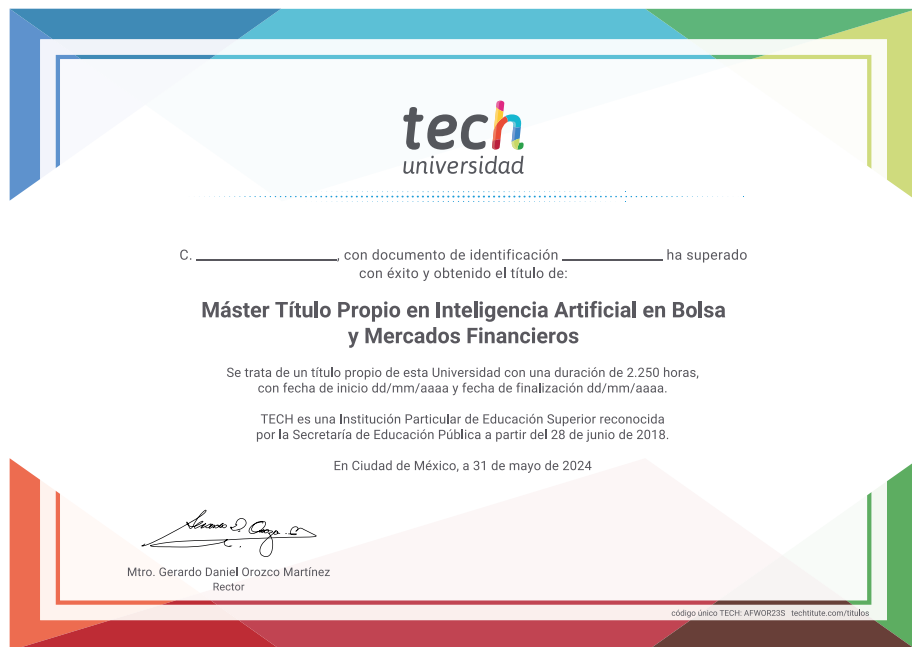 tech
universidad
C. , con documento de identificación ha superado
con éxito y obtenido el título de:
Máster Título Propio en Inteligencia Artificial en Bolsa
y Mercados Financieros
Se trata de un título propio de esta Universidad con una duración de 2.250 horas,
con fecha de inicio dd/mm/aaaa y fecha de finalización dd/mm/aaaa.
TECH es una Institución Particular de Educación Superior reconocida
por la Secretaría de Educación Pública a partir del 28 de junio de 2018.
En Ciudad de México, a 31 de mayo de 2024
Mtro. Gerardo Daniel Orozco Martínez
Rector
código único TECH: AFWOR23S techtitute.com/titulos